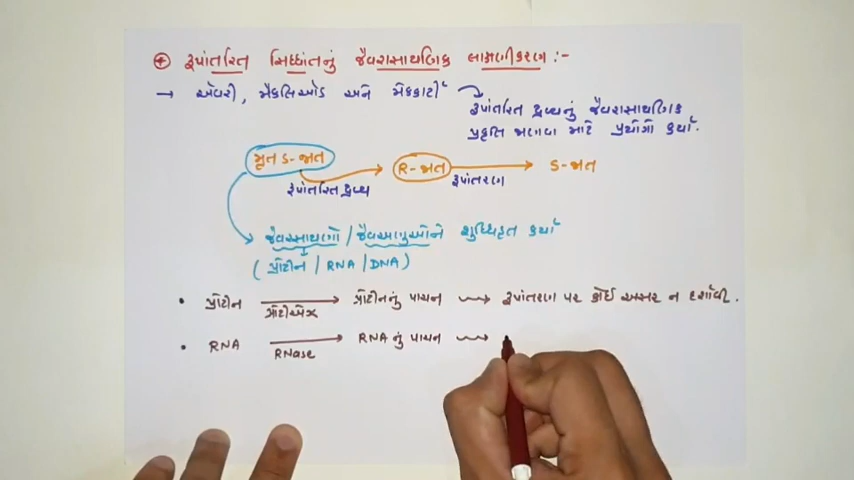 ⊕ રૂપાંતરિત સિદ્ધાંતનું જૈવરાસાયણિક લાક્ષણીકરણ :-
→ એવરી, મૈકલિઓડ અને મેકકાર્ટી
રૂપાંતરિત દ્રવ્યનું જૈવરાસાયણિક
પ્રકૃતિ જાણવા માટે પ્રયોગો કર્યાં.
મૃત S-જાત → R-જાત → S-જાત
રૂપાંતરિત દ્રવ્ય રૂપાંતરણ
જૈવરસાયણો / જૈવઅણુઓને શુધ્ધિકૃત કર્યાં
(પ્રોટીન / RNA / DNA)
• પ્રોટીન → પ્રોટીનનું પાચન ⟿ રૂપાંતરણ પર કોઈ અસર ન દર્શાવી.
પ્રોટીએઝ
• RNA → RNA નું પાચન ⟿
RNase